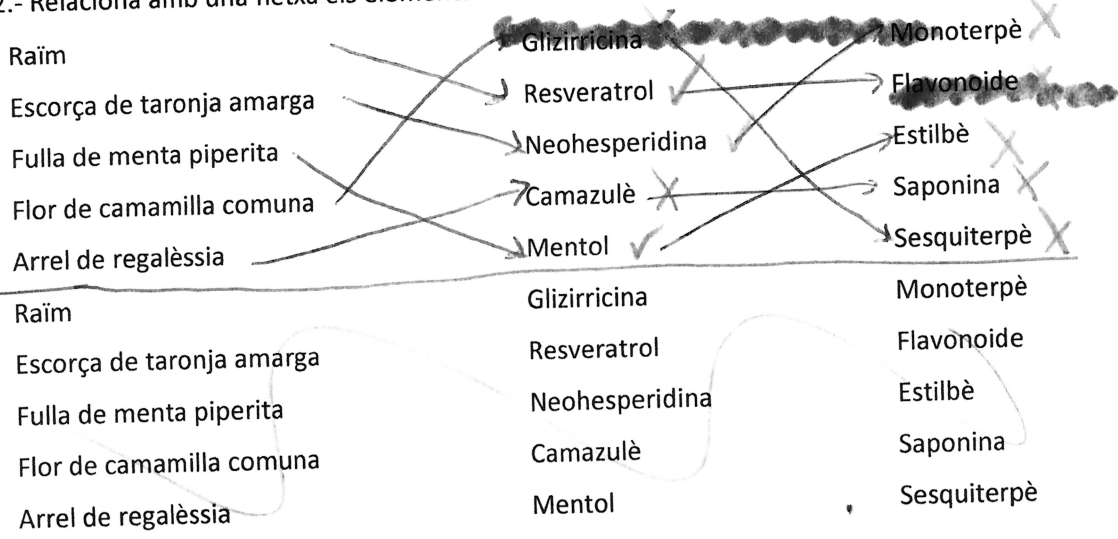 2.- Relaciona amb una fletxa els elements
Raïm Glizirricina Monoterpè
Escorça de taronja amarga Resveratrol Flavonoide
Fulla de menta piperita Neohesperidina Estilbè
Flor de camamilla comuna Camazulè Saponina
Arrel de regalèssia Mentol Sesquiterpè
Raïm Glizirricina Monoterpè
Escorça de taronja amarga Resveratrol Flavonoide
Fulla de menta piperita Neohesperidina Estilbè
Flor de camamilla comuna Camazulè Saponina
Arrel de regalèssia Mentol Sesquiterpè